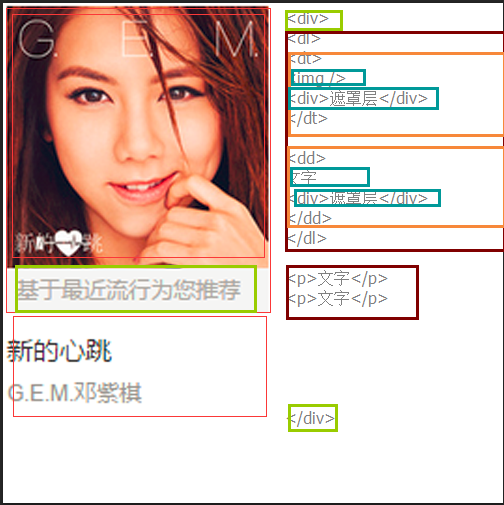 G. E. M.
新的心跳
基于最近流行为您推荐
新的心跳
G.E.M.邓紫棋
<div>
<dl>
<dt>
<img />
<div>遮罩层</div>
</dt>
<dd>
文字
<div>遮罩层</div>
</dd>
</dl>
<p>文字</p>
<p>文字</p>
</div>